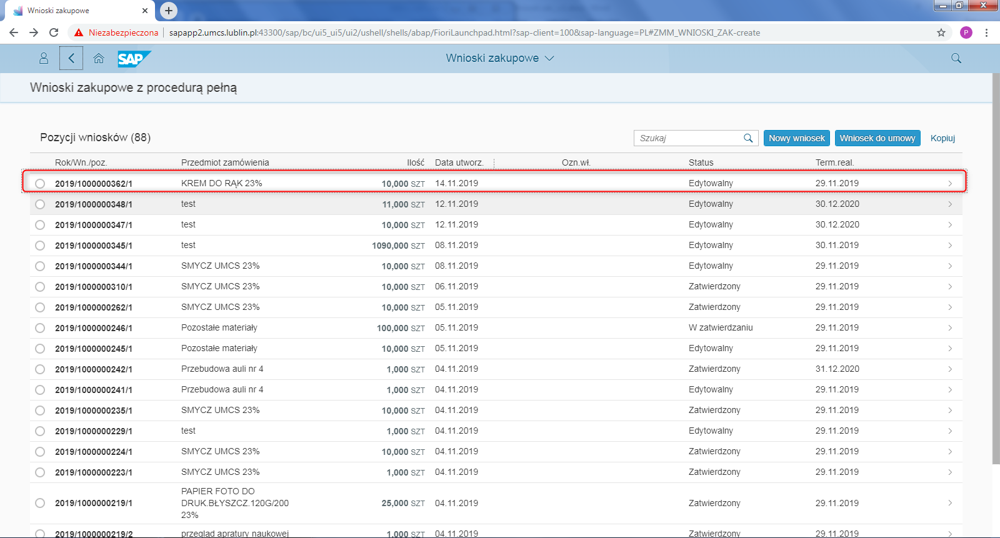 Wnioski zakupowe
Niezabezpieczona sapapp2.umcs.lublin.pl:43300/sap/bc/ui5_ui5/ui2/ushell/shells/abap/FioriLaunchpad.html?sap-client=100&sap-language=PL#ZMM_WNIOSKI_ZAK-create P
SAP Wnioski zakupowe
Wnioski zakupowe z procedurą pełną
Pozycji wniosków (88) Szukaj Nowy wniosek Wniosek do umowy Kopiuj
Rok/Wn./poz. Przedmiot zamówienia Ilość Data utworz. Ozn.wł. Status Term.real.
2019/1000000362/1 KREM DO RĄK 23% 10,000 SZT 14.11.2019 Edytowalny 29.11.2019
2019/1000000348/1 test 11,000 SZT 12.11.2019 Edytowalny 30.12.2020
2019/1000000347/1 test 10,000 SZT 12.11.2019 Edytowalny 30.12.2020
2019/1000000345/1 test 1090,000 SZT 08.11.2019 Edytowalny 30.11.2019
2019/1000000344/1 SMYCZ UMCS 23% 10,000 SZT 08.11.2019 Edytowalny 29.11.2019
2019/1000000310/1 SMYCZ UMCS 23% 10,000 SZT 06.11.2019 Zatwierdzony 29.11.2019
2019/1000000262/1 SMYCZ UMCS 23% 10,000 SZT 05.11.2019 Zatwierdzony 29.11.2019
2019/1000000246/1 Pozostałe materiały 100,000 SZT 05.11.2019 W zatwierdzaniu 29.11.2019
2019/1000000245/1 Pozostałe materiały 10,000 SZT 05.11.2019 Edytowalny 29.11.2019
2019/1000000242/1 Przebudowa auli nr 4 1,000 SZT 04.11.2019 Zatwierdzony 31.12.2020
2019/1000000241/1 Przebudowa auli nr 4 1,000 SZT 04.11.2019 Edytowalny 29.11.2019
2019/1000000235/1 SMYCZ UMCS 23% 10,000 SZT 04.11.2019 Zatwierdzony 29.11.2019
2019/1000000229/1 test 1,000 SZT 04.11.2019 Edytowalny 29.11.2019
2019/1000000224/1 SMYCZ UMCS 23% 10,000 SZT 04.11.2019 Zatwierdzony 29.11.2019
2019/1000000223/1 SMYCZ UMCS 23% 1,000 SZT 04.11.2019 Zatwierdzony 29.11.2019
PAPIER FOTO DO
2019/1000000219/1 DRUK.BŁYSZCZ.120G/200 25,000 SZT 04.11.2019 Zatwierdzony 29.11.2019
23%
2019/1000000219/2 przegląd apratury naukowej 1,000 SZT 04.11.2019 Zatwierdzony 29.11.2019